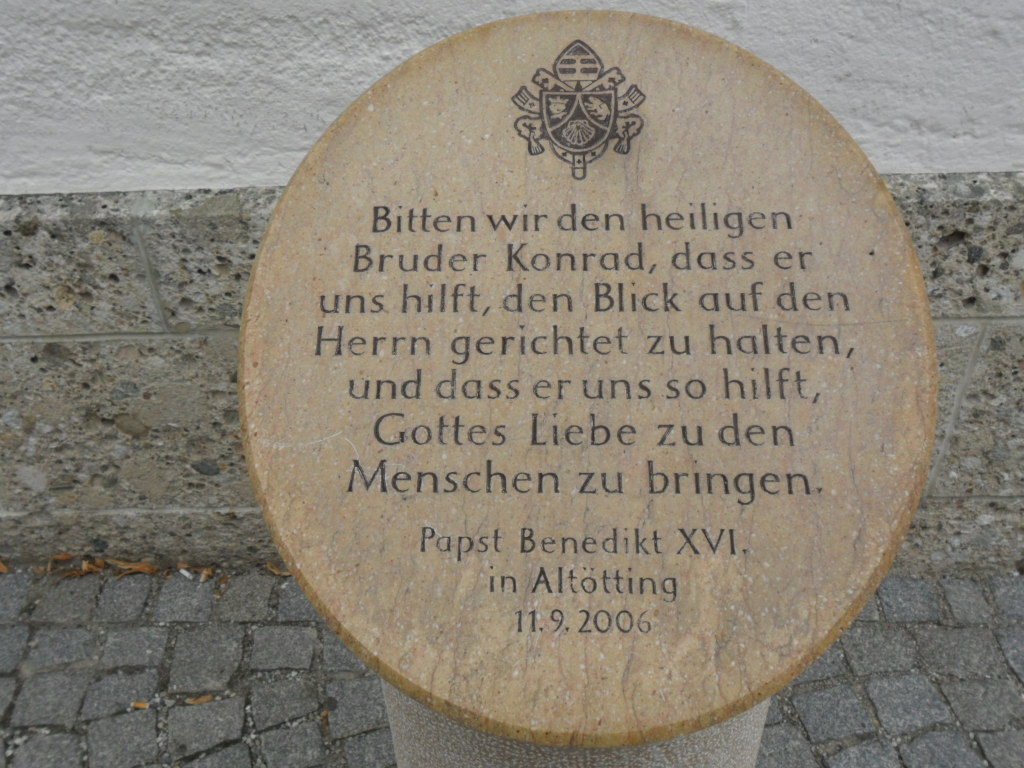 Bitten wir den heiligen
Bruder Konrad, dass er
uns hilft, den Blick auf den
Herrn gerichtet zu halten,
und dass er uns so hilft,
Gottes Liebe zu den
Menschen zu bringen.
Papst Benedikt XVI.
in Altötting
11.9.2006